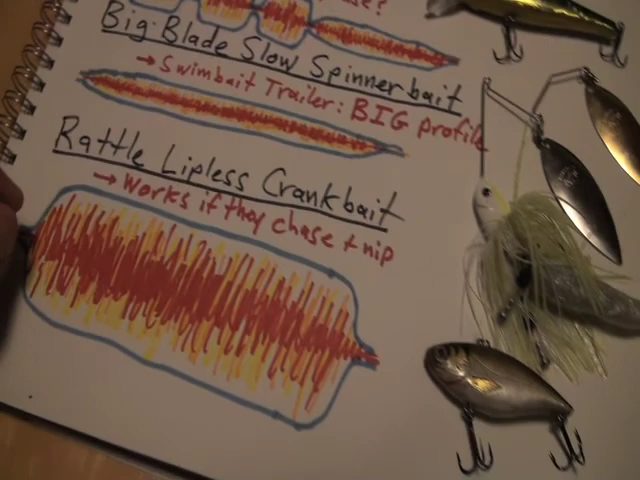 Big Blade Slow Spinnerbait
→ Swimbait Trailer: BIG profile
Rattle Lipless Crankbait
→ Works if they chase + nip